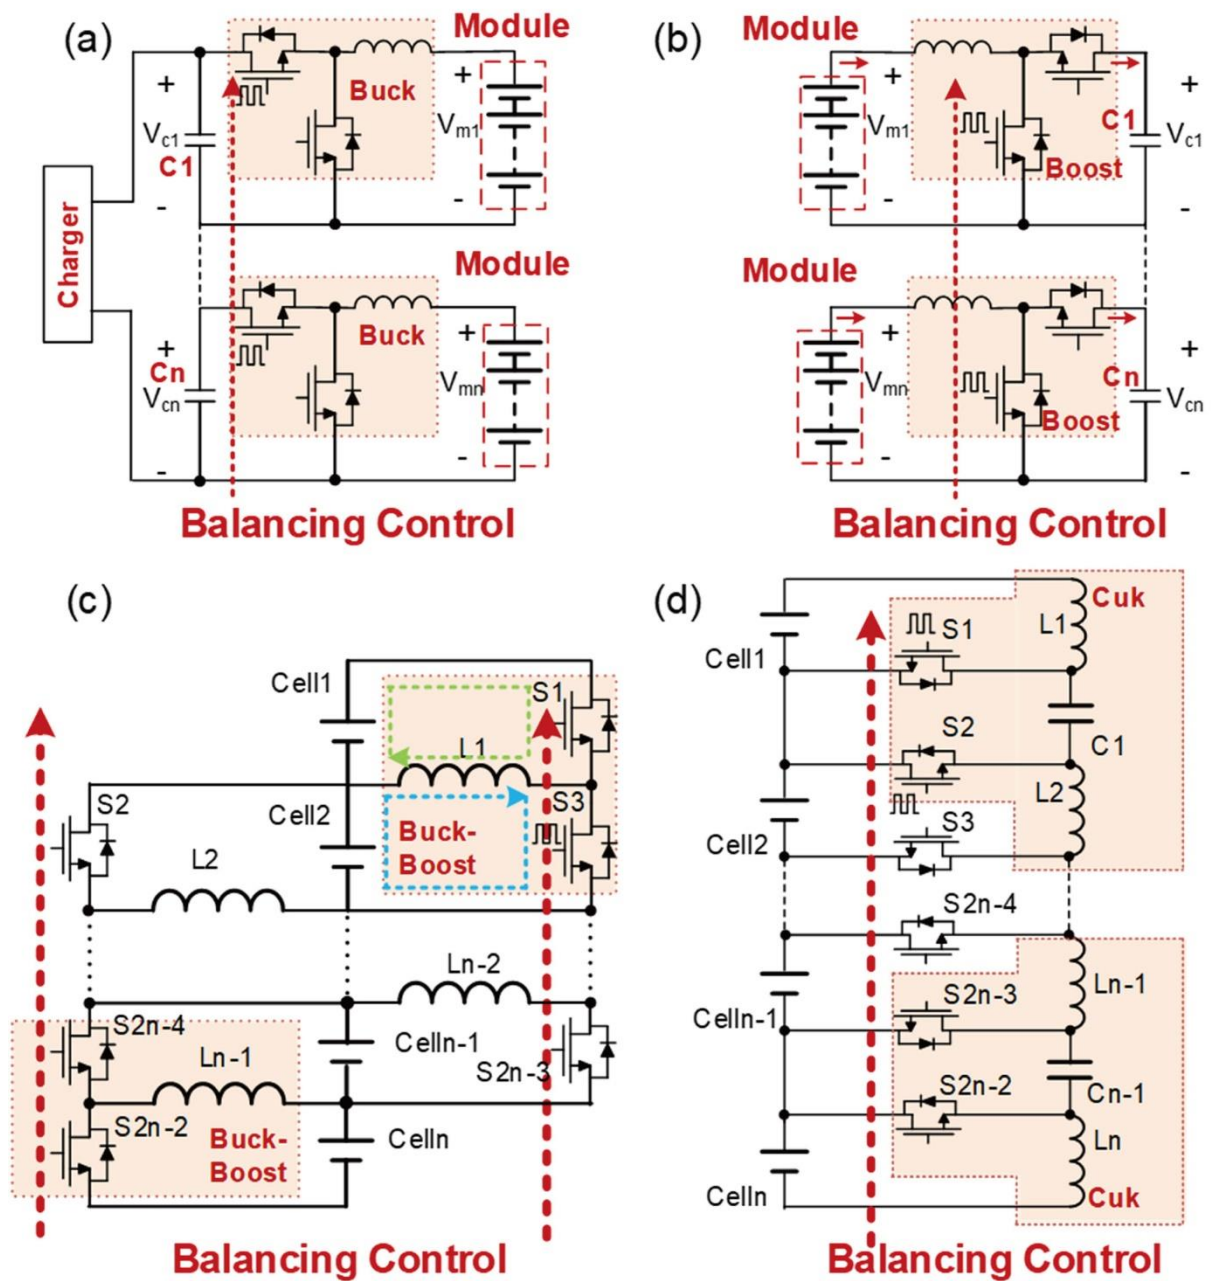 (a)
Module
Buck
+
+
Vc1
Vm1
C1
-
-
Charger
Module
Buck
+
+
Cn
Vcn
Vmn
-
-
Balancing Control
(b)
Module
+
+
Vm1
C1
Vc1
Boost
-
-
Module
+
+
Vmn
Cn
Vcn
Boost
-
-
Balancing Control
(c)
Cell1
S1
L1
S2
S3
Cell2
Buck-
Boost
L2
Ln-2
S2n-4
Celln-1
Ln-1
S2n-3
S2n-2
Buck-
Boost
Celln
Balancing Control
(d)
Cuk
S1
L1
Cell1
S2
C1
L2
S3
Cell2
S2n-4
Ln-1
S2n-3
Celln-1
S2n-2
Cn-1
Ln
Celln
Cuk
Balancing Control